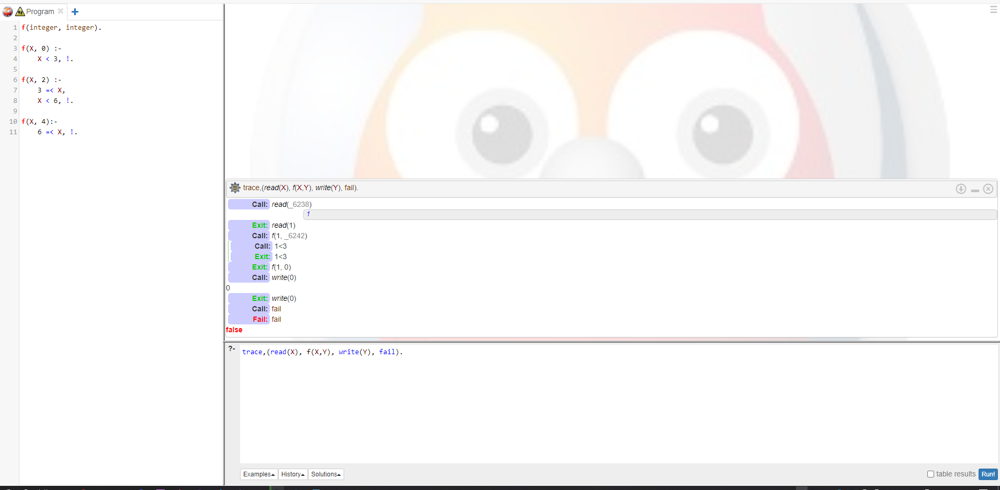 Program
1 f(integer, integer).
2
3 f(X, 0) :-
4 X < 3, !.
5
6 f(X, 2) :-
7 3 =< X,
8 X < 6, !.
9
10 f(X, 4):-
11 6 =< X, !.
trace,(read(X), f(X,Y), write(Y), fail).
Call: read(_6238)
1
Exit: read(1)
Call: f(1, _6242)
Call: 1<3
Exit: 1<3
Exit: f(1, 0)
Call: write(0)
0
Exit: write(0)
Call: fail
Fail: fail
false
?- trace,(read(X), f(X,Y), write(Y), fail).
Examples History Solutions table results Run!